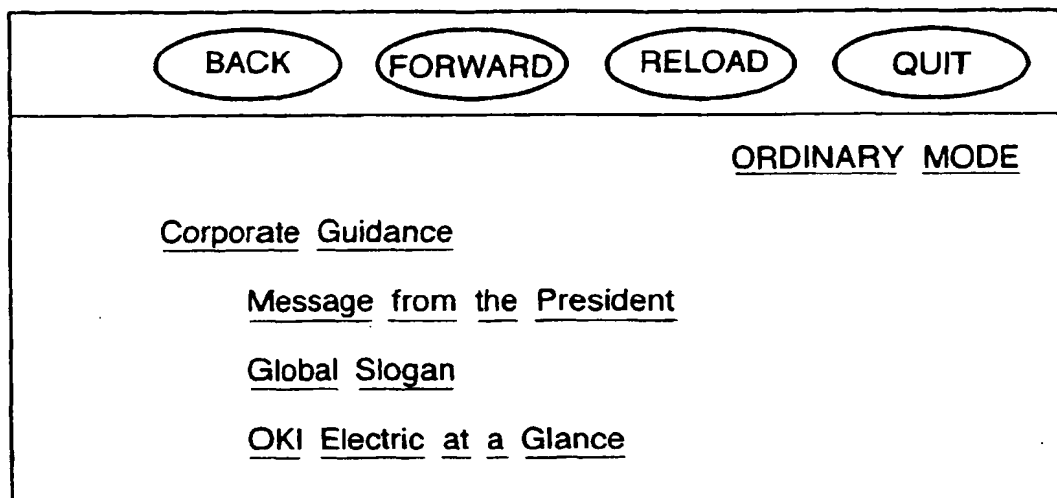 BACK FORWARD RELOAD QUIT
ORDINARY MODE
Corporate Guidance
Message from the President
Global Slogan
OKI Electric at a Glance